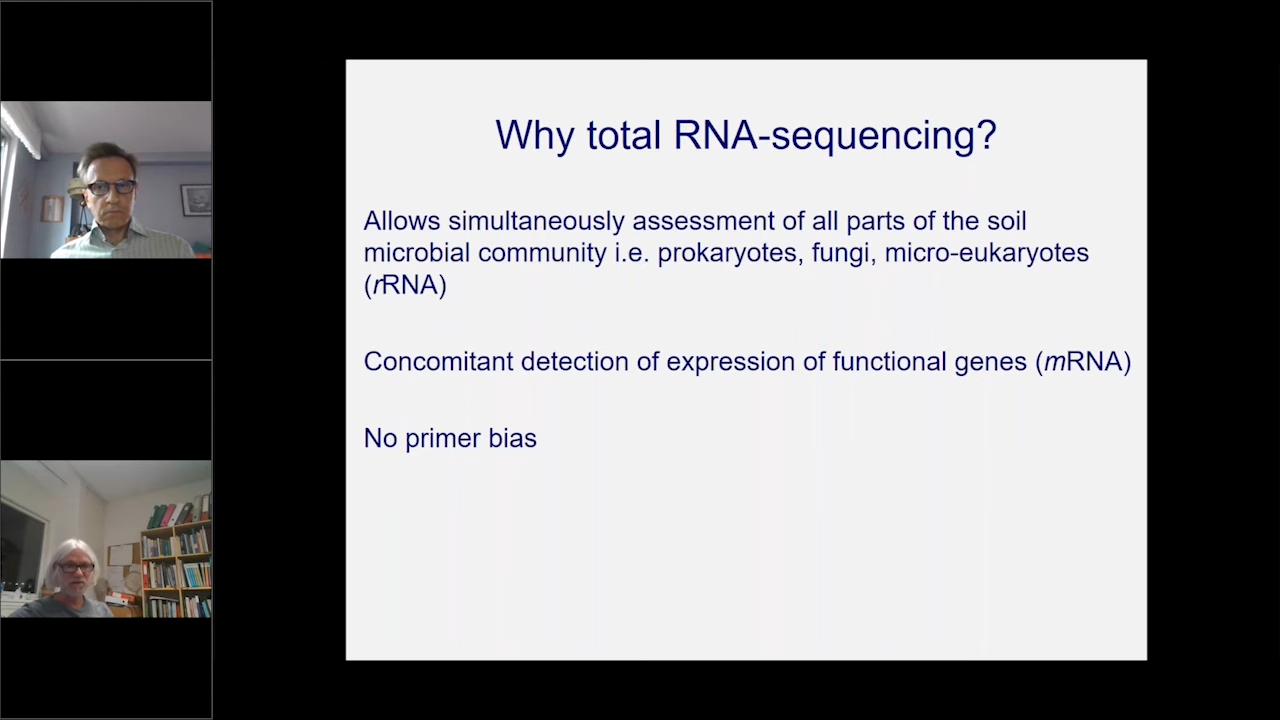 Why total RNA-sequencing?
Allows simultaneously assessment of all parts of the soil
microbial community i.e. prokaryotes, fungi, micro-eukaryotes
(rRNA)
Concomitant detection of expression of functional genes (mRNA)
No primer bias